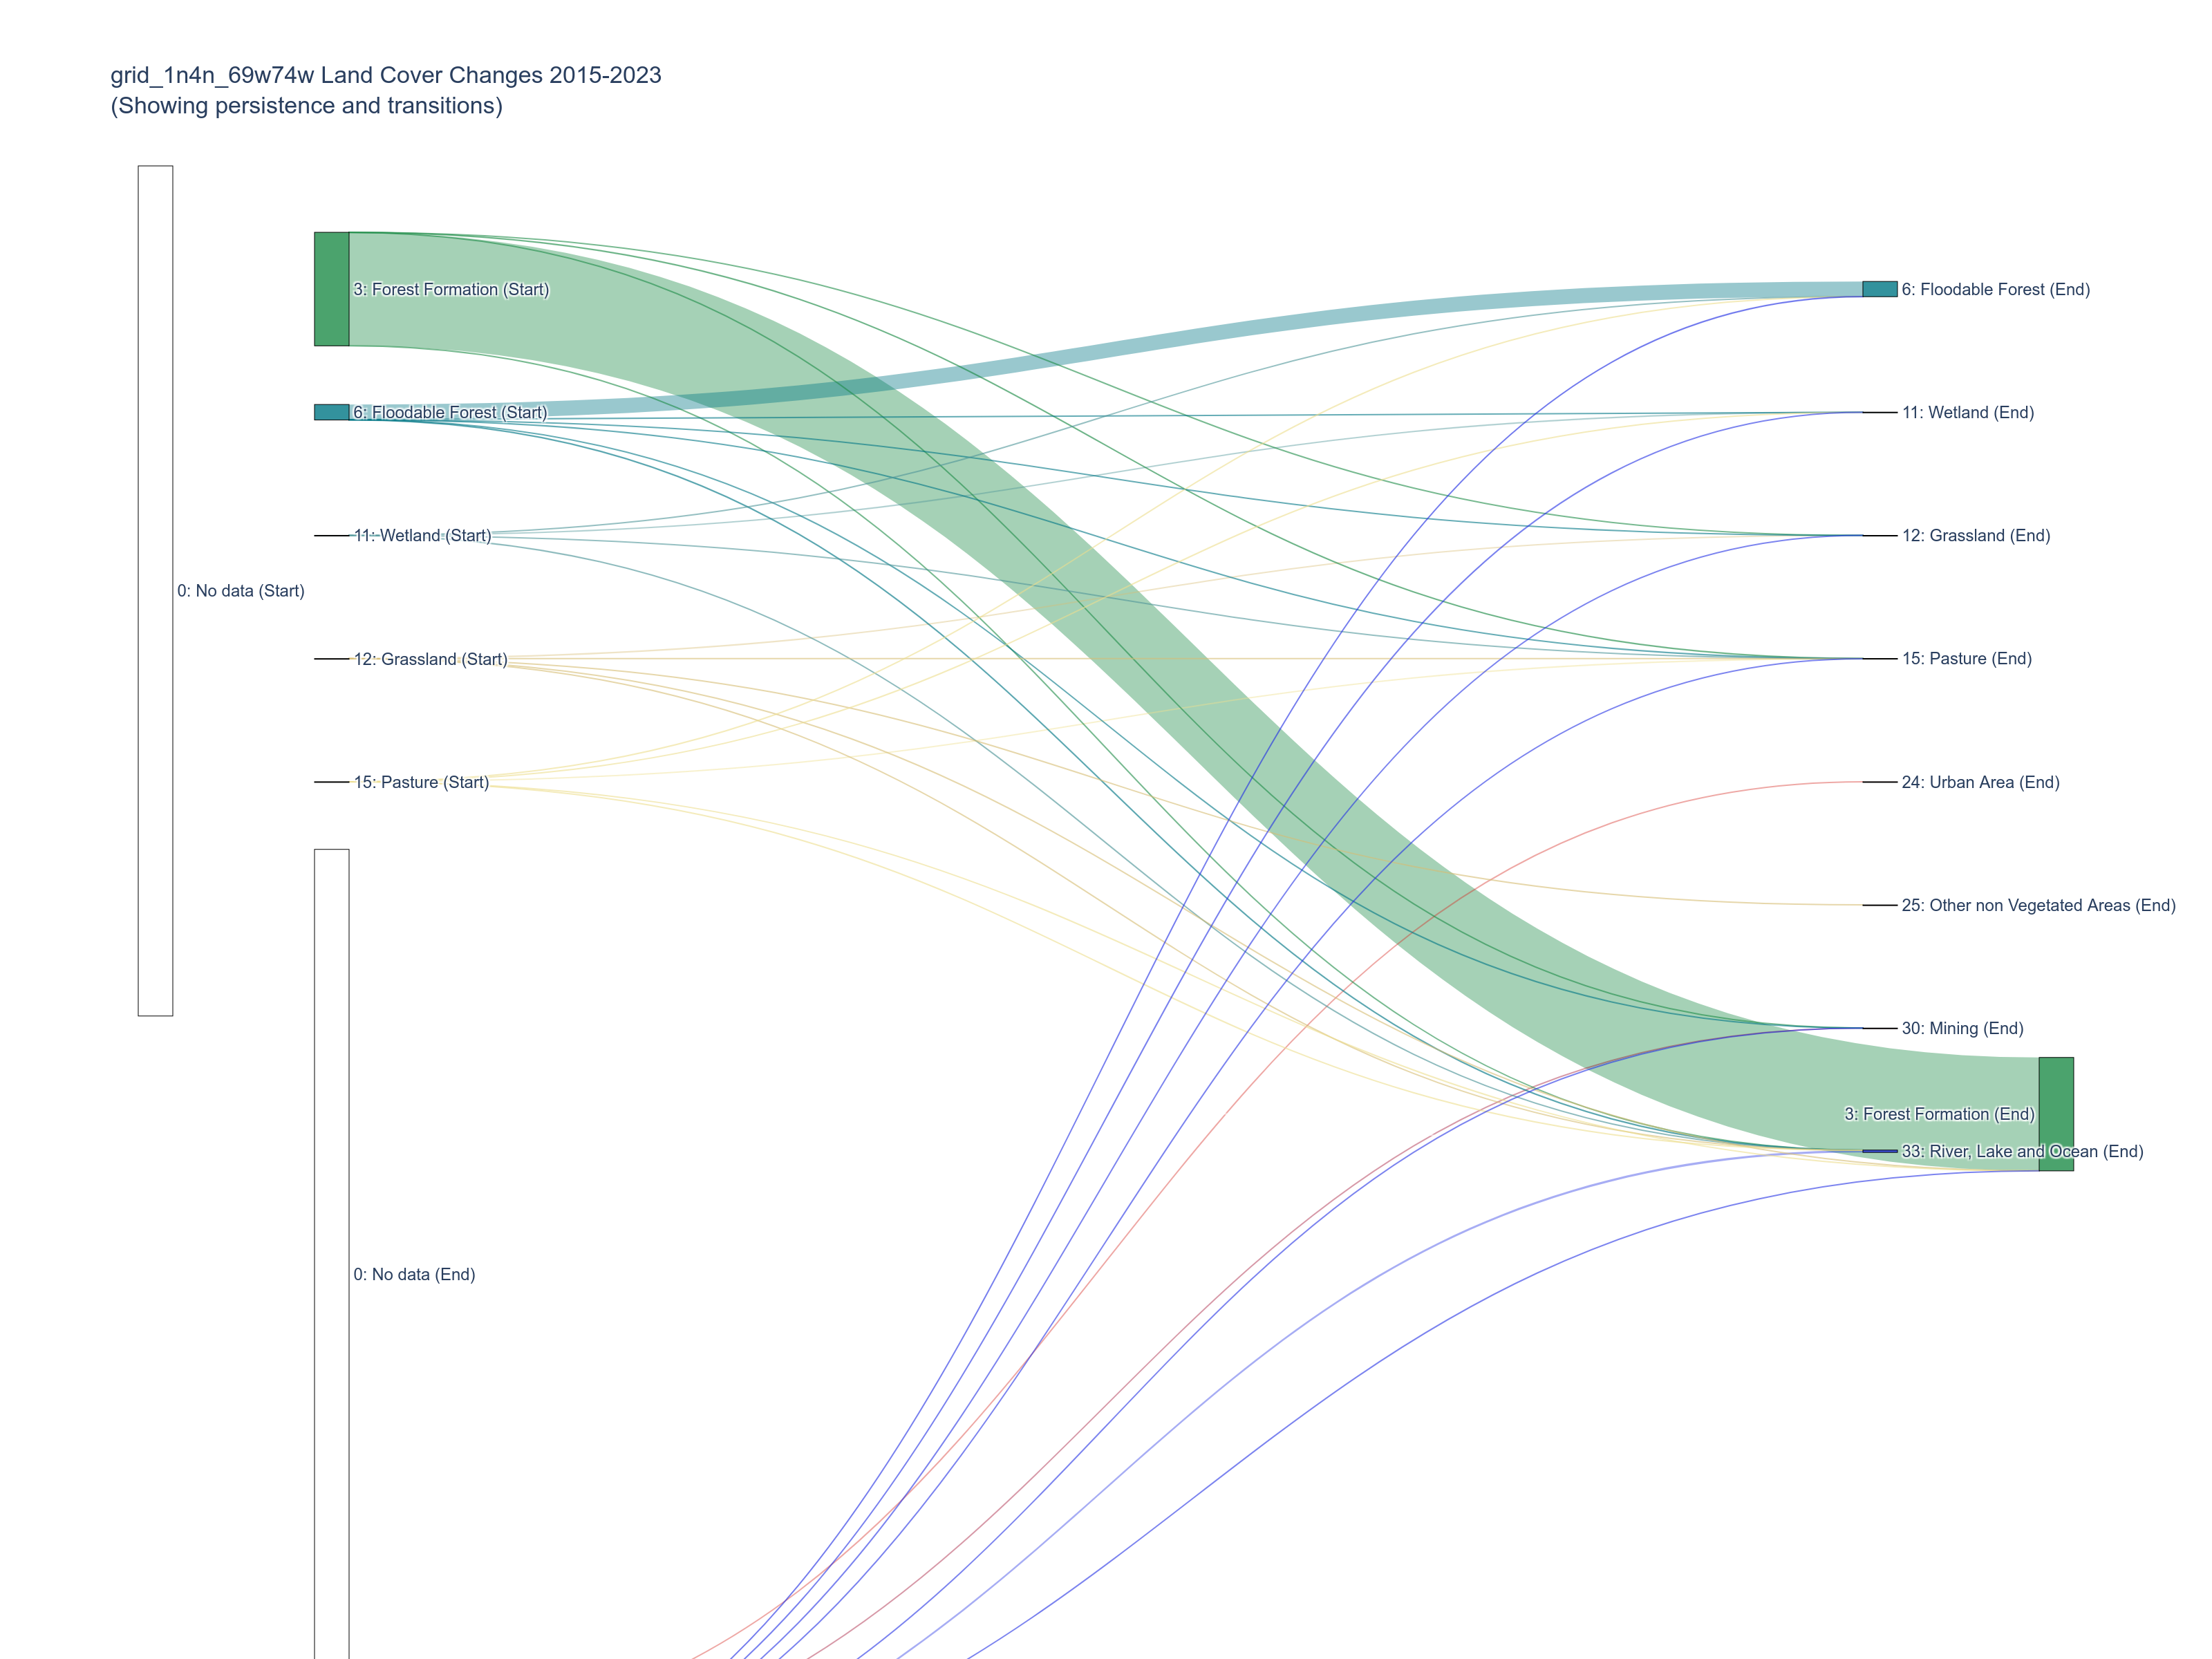 grid_1n4n_69w74w Land Cover Changes 2015-2023
(Showing persistence and transitions)
3: Forest Formation (Start)
6: Floodable Forest (End)
6: Floodable Forest (Start)
11: Wetland (End)
11: Wetland (Start)
12: Grassland (End)
0: No data (Start)
12: Grassland (Start)
15: Pasture (End)
15: Pasture (Start)
24: Urban Area (End)
25: Other non Vegetated Areas (End)
30: Mining (End)
3: Forest Formation (End)
33: River, Lake and Ocean (End)
0: No data (End)